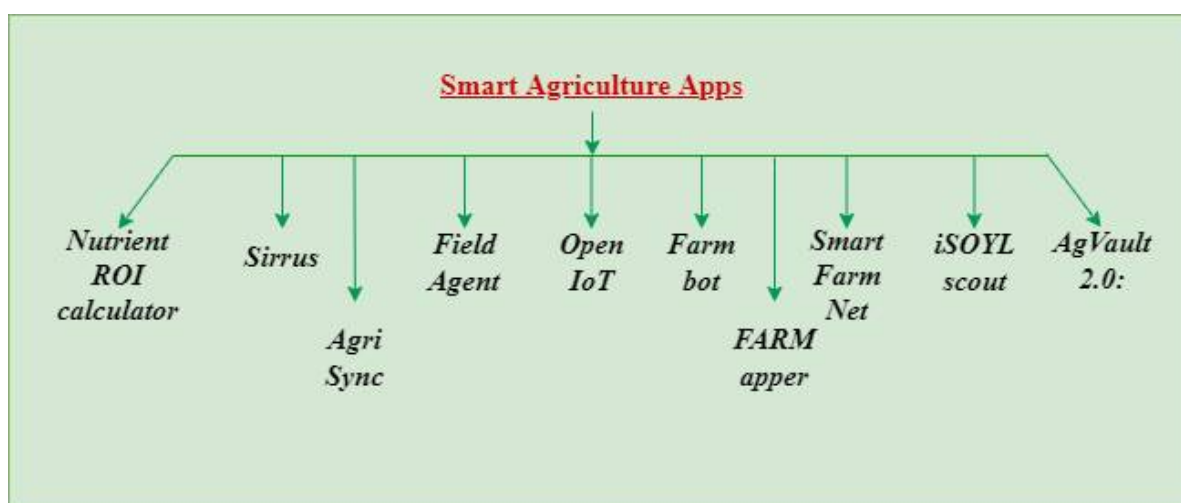 Smart Agriculture Apps
Nutrient
ROI
calculator
Sirrus
Agri
Sync
Field
Agent
Open
IoT
Farm
bot
FARM
apper
Smart
Farm
Net
iSOYL
scout
AgVault
2.0: